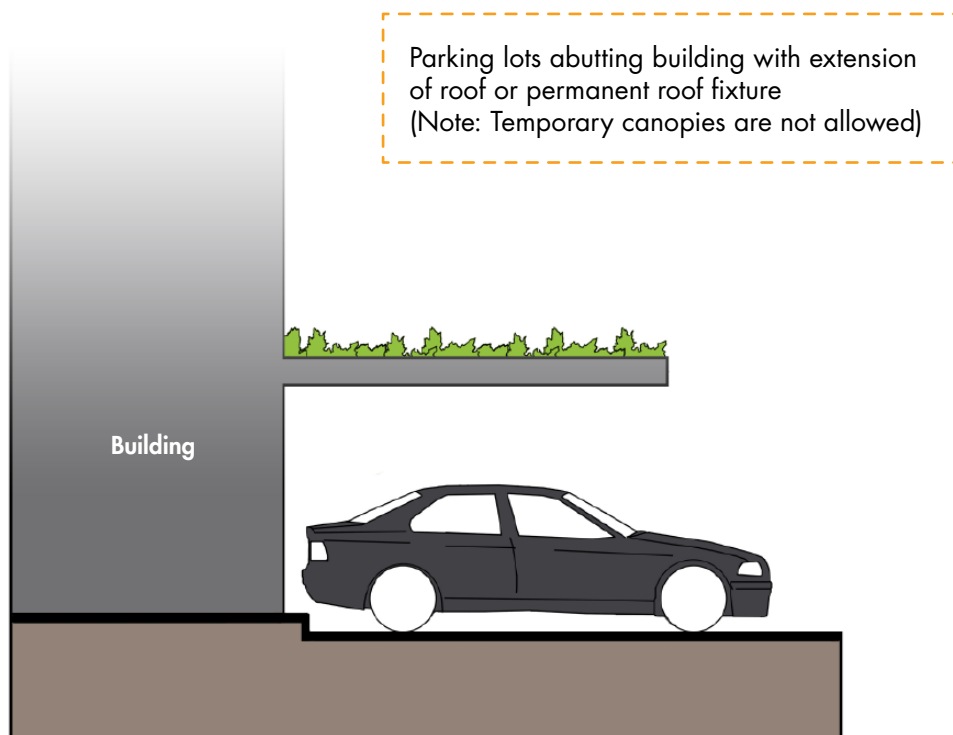 Parking lots abutting building with extension
of roof or permanent roof fixture
(Note: Temporary canopies are not allowed)
Building